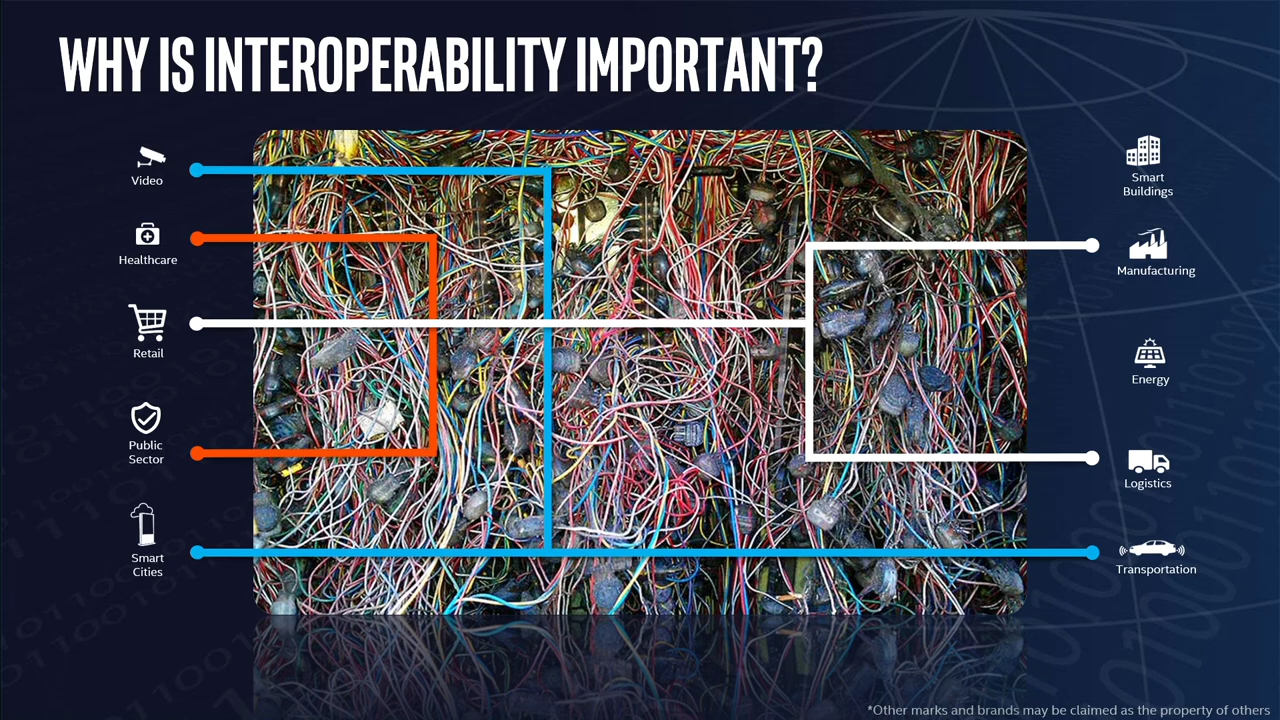 WHY IS INTEROPERABILITY IMPORTANT?
Video
Healthcare
Retail
Public
Sector
Smart
Cities
Smart
Buildings
Manufacturing
Energy
Logistics
Transportation
*Other marks and brands may be claimed as the property of others